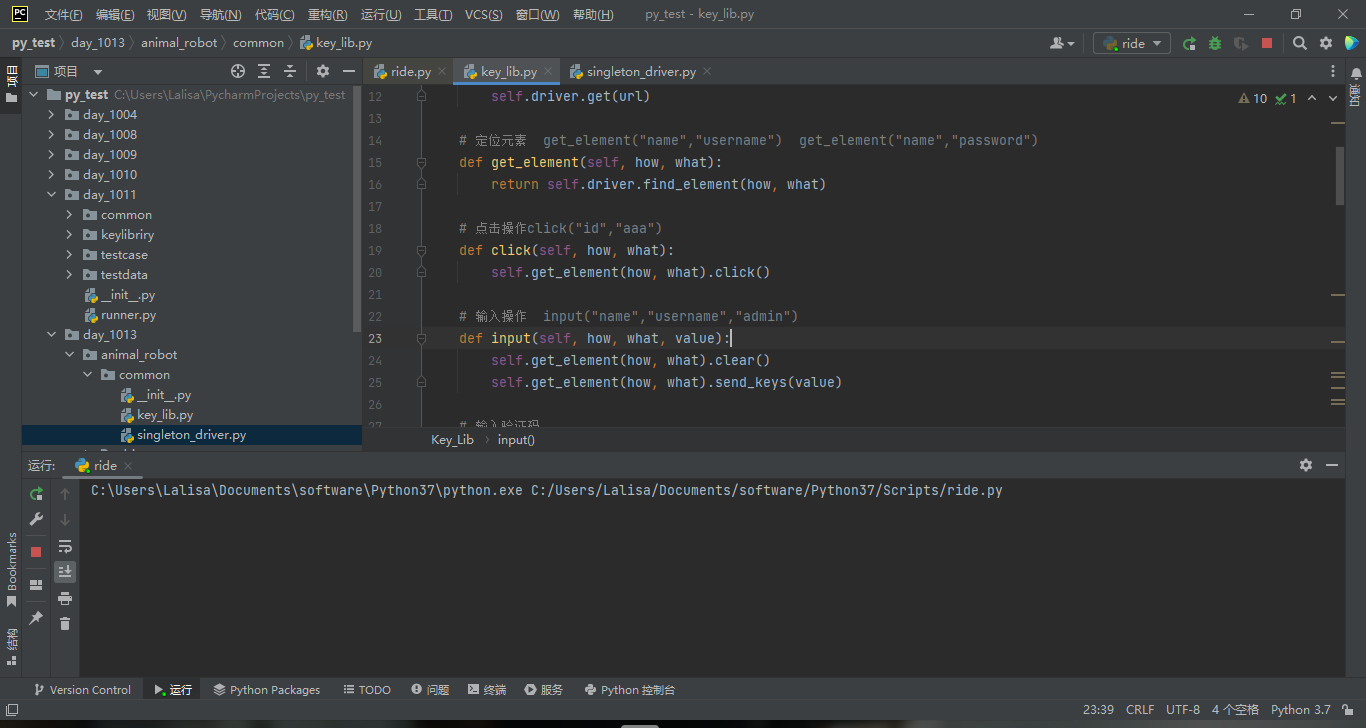 PC 文件(F) 编辑(E) 视图(V) 导航(N) 代码(C) 重构(R) 运行(U) 工具(T) VCS(S) 窗口(W) 帮助(H) py_test - key_lib.py
py_test day_1013 animal_robot common key_lib.py ride
项目
项目
ride.py key_lib.py singleton_driver.py
通知
py_test C:\Users\Lalisa\PycharmProjects\py_test
day_1004
day_1008
day_1009
day_1010
day_1011
common
keylibriry
testcase
testdata
__init__.py
runner.py
day_1013
animal_robot
common
__init__.py
key_lib.py
singleton_driver.py
10 1
12 self.driver.get(url)
13
14 # 定位元素  get_element("name","username")  get_element("name","password")
15 def get_element(self, how, what):
16 return self.driver.find_element(how, what)
17
18 # 点击操作click("id","aaa")
19 def click(self, how, what):
20 self.get_element(how, what).click()
21
22 # 输入操作  input("name","username","admin")
23 def input(self, how, what, value):
24 self.get_element(how, what).clear()
25 self.get_element(how, what).send_keys(value)
26
27 # 输入验证码
Key_Lib input()
运行: ride
C:\Users\Lalisa\Documents\software\Python37\python.exe C:/Users/Lalisa/Documents/software/Python37/Scripts/ride.py
Bookmarks
结构
Version Control 运行 Python Packages TODO 问题 终端 服务 Python 控制台
23:39 CRLF UTF-8 4 个空格 Python 3.7